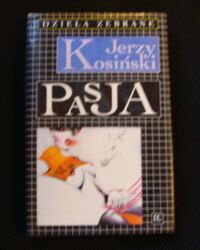 DZIEŁA ZEBRANE
Jerzy
Kosiński
PASJA